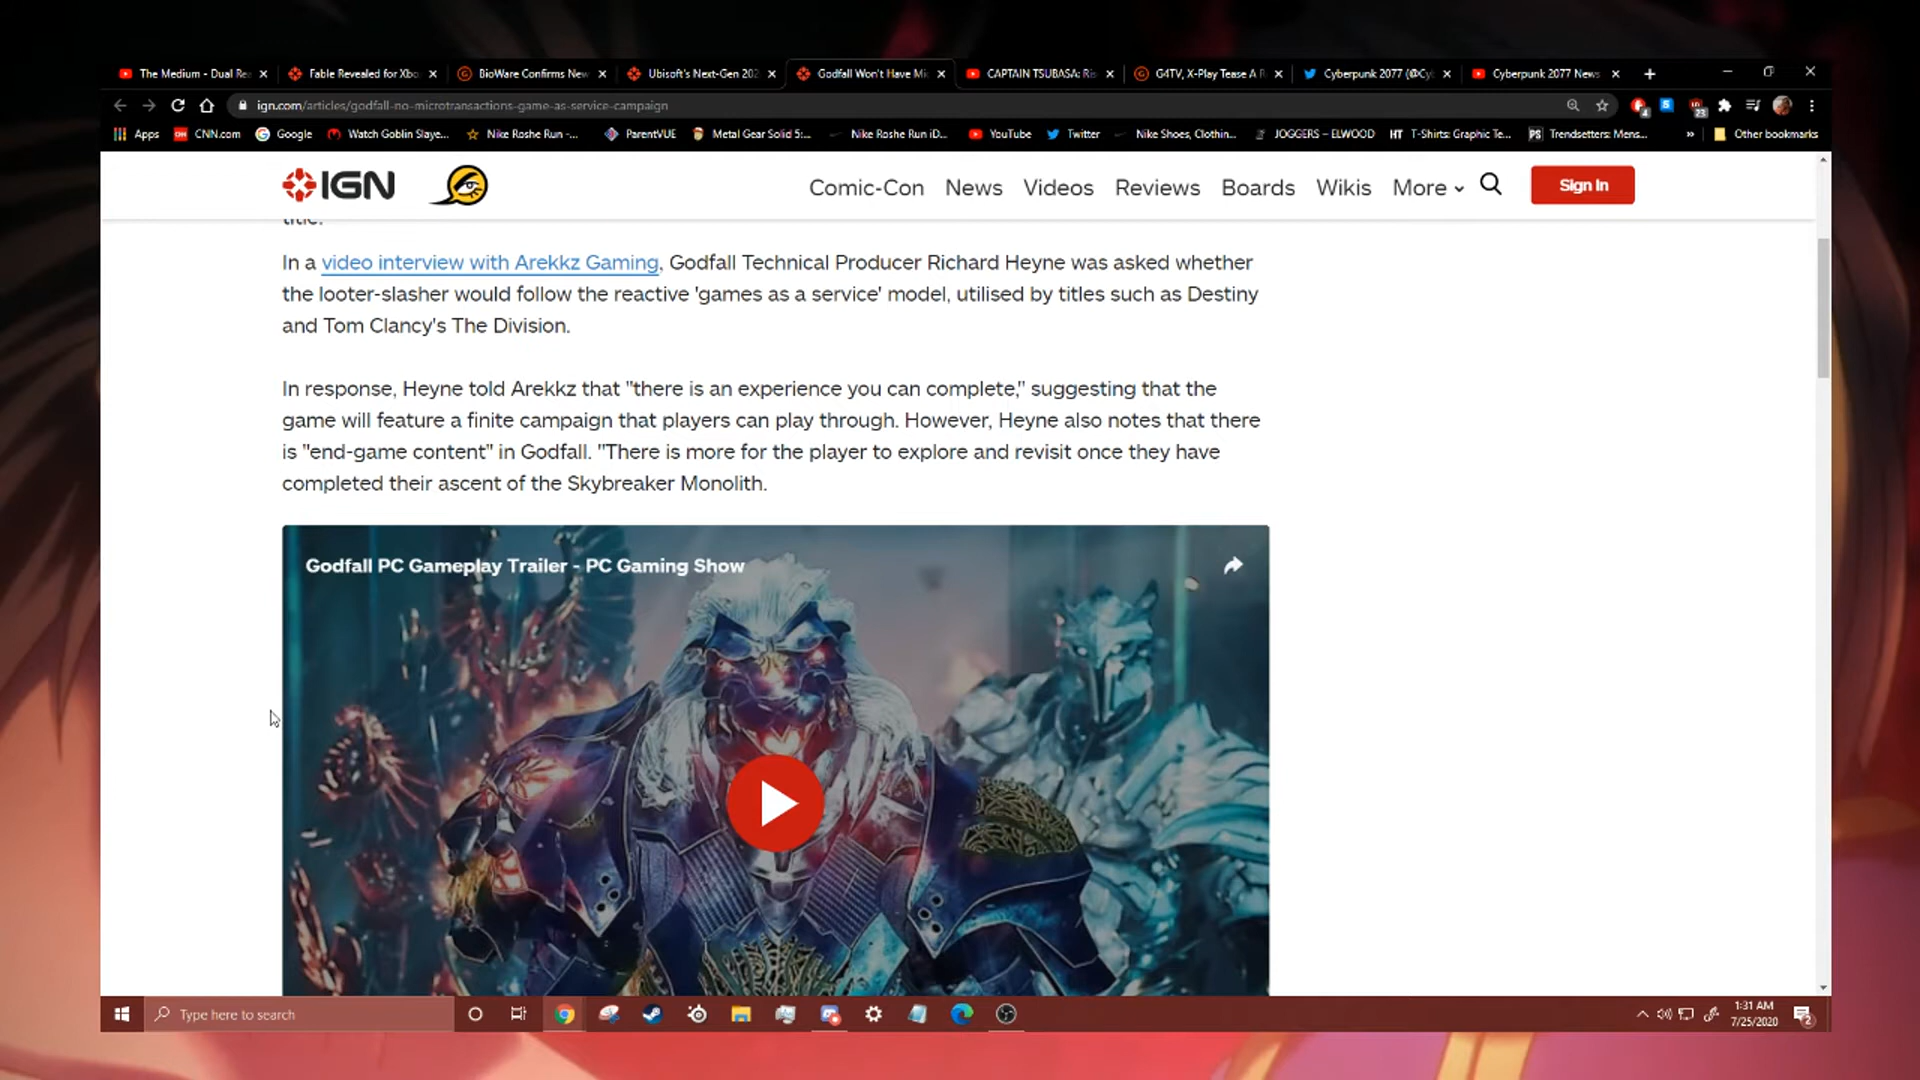 The Medium - Dual Re
Fable Revealed for Xbo
BioWare Confirms New
Ubisoft's Next-Gen 202
Godfall Won't Have Mi
CAPTAIN TSUBASA: Ris
G4TV, X-Play Tease A R
Cyberpunk 2077 (@Cy
Cyberpunk 2077 News
ign.com/articles/godfall-no-microtransactions-game-as-service-campaign
Apps
CNN.com
Google
Watch Goblin Slaye...
Nike Roshe Run -...
ParentVUE
Metal Gear Solid 5:...
Nike Roshe Run iD...
YouTube
Twitter
Nike Shoes, Clothin...
JOGGERS – ELWOOD
HT T-Shirts: Graphic Te...
PS Trendsetters: Mens...
»
Other bookmarks
IGN
Comic-Con
News
Videos
Reviews
Boards
Wikis
More
Sign In
title.
In a video interview with Arekkz Gaming, Godfall Technical Producer Richard Heyne was asked whether
the looter-slasher would follow the reactive 'games as a service' model, utilised by titles such as Destiny
and Tom Clancy's The Division.
In response, Heyne told Arekkz that "there is an experience you can complete," suggesting that the
game will feature a finite campaign that players can play through. However, Heyne also notes that there
is "end-game content" in Godfall. "There is more for the player to explore and revisit once they have
completed their ascent of the Skybreaker Monolith.
Godfall PC Gameplay Trailer - PC Gaming Show
Type here to search
1:31 AM
7/25/2020
2